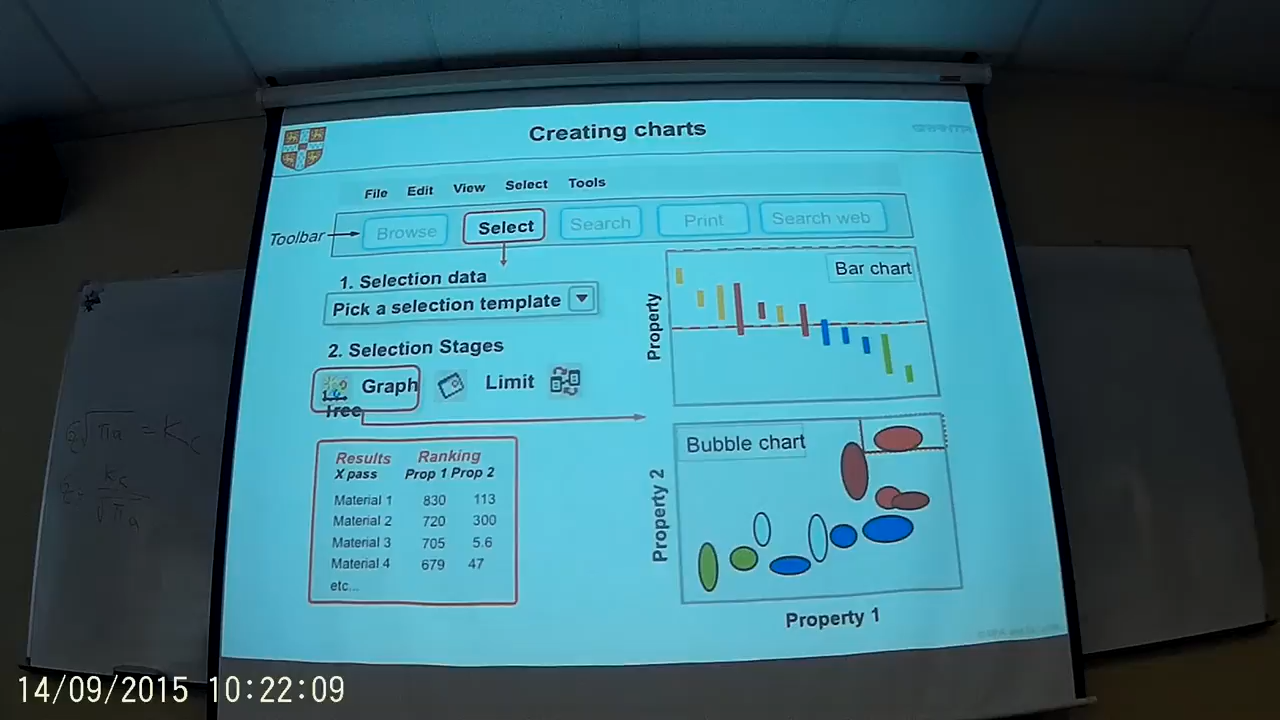 Creating charts
GRANTA
File Edit View Select Tools
Toolbar
Browse Select Search Print Search web
1. Selection data
Pick a selection template
2. Selection Stages
Graph Limit
Tree
Results Ranking
X pass Prop 1 Prop 2
Material 1 830 113
Material 2 720 300
Material 3 705 5.6
Material 4 679 47
etc...
Bar chart
Property
Bubble chart
Property 2
Property 1
14/09/2015 10:22:09